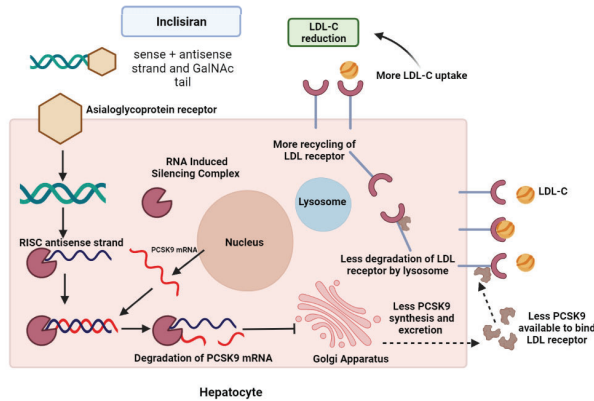 Inclisiran
sense + antisense
strand and GalNAc
tail
LDL-C
reduction
More LDL-C uptake
Asialoglycoprotein receptor
More recycling of
LDL receptor
RNA Induced
Silencing Complex
Lysosome
LDL-C
RISC antisense strand
PCSK9 mRNA
Nucleus
Less degradation of LDL
receptor by lysosome
Less PCSK9
synthesis and
excretion
Less PCSK9
available to bind
LDL receptor
Degradation of PCSK9 mRNA
Golgi Apparatus
Hepatocyte